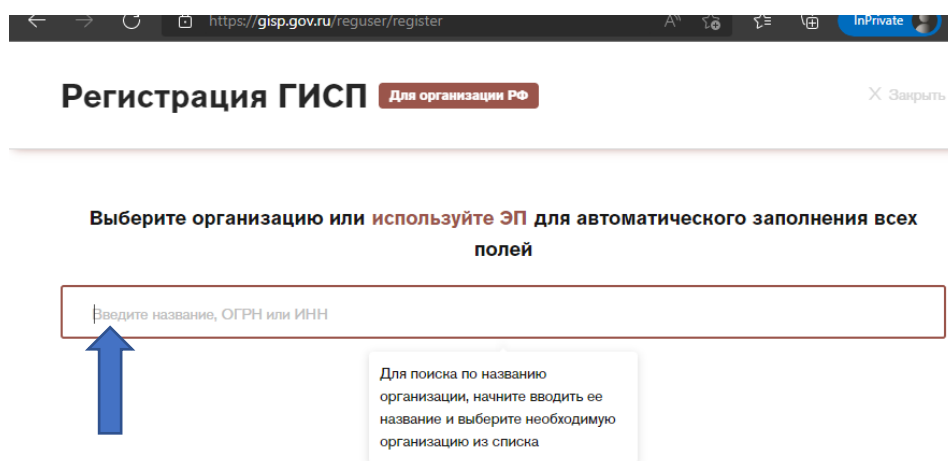 https://gisp.gov.ru/reguser/register InPrivate
Регистрация ГИСП Для организации РФ X Закрыть
Выберите организацию или используйте ЭП для автоматического заполнения всех
полей
Введите название, ОГРН или ИНН
Для поиска по названию
организации, начните вводить ее
название и выберите необходимую
организацию из списка